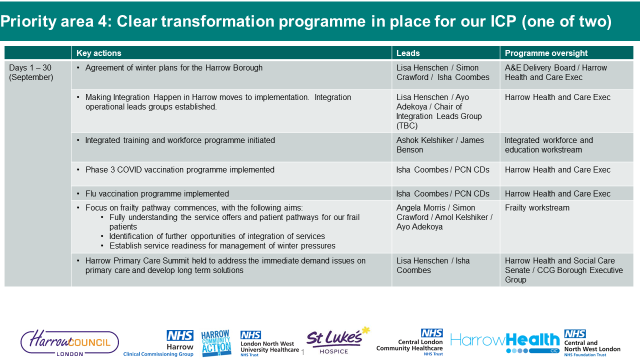 Priority area 4: Clear transformation programme in place for our ICP (one of two)
Key actions
Leads
Programme oversight
Days 1 – 30
(September)
• Agreement of winter plans for the Harrow Borough
Lisa Henschen / Simon
Crawford / Isha Coombes
A&E Delivery Board / Harrow
Health and Care Exec
• Making Integration Happen in Harrow moves to implementation. Integration
operational leads groups established.
Lisa Henschen / Ayo
Adekoya / Chair of
Integration Leads Group
(TBC)
Harrow Health and Care Exec
• Integrated training and workforce programme initiated
Ashok Kelshiker / James
Benson
Integrated workforce and
education workstream
• Phase 3 COVID vaccination programme implemented
Isha Coombes / PCN CDs
Harrow Health and Care Exec
• Flu vaccination programme implemented
Isha Coombes / PCN CDs
Harrow Health and Care Exec
• Focus on frailty pathway commences, with the following aims:
• Fully understanding the service offers and patient pathways for our frail
patients
• Identification of further opportunities of integration of services
• Establish service readiness for management of winter pressures
Angela Morris / Simon
Crawford / Amol Kelshiker /
Ayo Adekoya
Frailty workstream
• Harrow Primary Care Summit held to address the immediate demand issues on
primary care and develop long term solutions
Lisa Henschen / Isha
Coombes
Harrow Health and Social Care
Senate / CCG Borough Executive
Group
HarrowCOUNCIL
LONDON
NHS
Harrow
Clinical Commissioning Group
HARROW
COMMUNITY
ACTION
NHS
London North West
University Healthcare
NHS Trust
1
St Luke's
HOSPICE
NHS
Central London
Community Healthcare
NHS Trust
HarrowHealth
CIC
NHS
Central and
North West London
NHS Foundation Trust